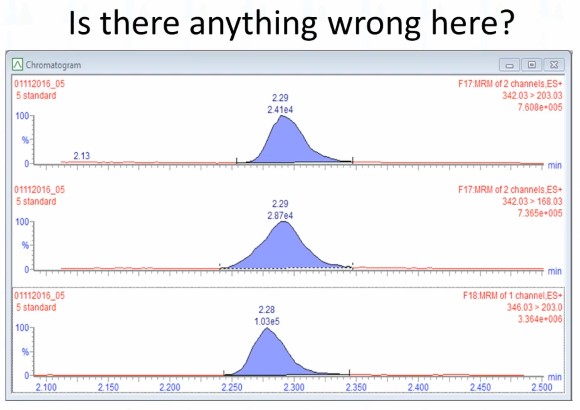 Is there anything wrong here?
Chromatogram
01112016_05
5 standard
F17:MRM of 2 channels,ES+
342.03 > 203.03
7.608e+005
2.29
2.41e4
100
%
0
2.13
min
01112016_05
5 standard
F17:MRM of 2 channels,ES+
342.03 > 168.03
7.365e+005
2.29
2.87e4
100
%
0
min
01112016_05
5 standard
F18:MRM of 1 channel,ES+
346.03 > 203.0
3.364e+006
2.28
1.03e5
100
%
0
min
2.100 2.150 2.200 2.250 2.300 2.350 2.400 2.450 2.500